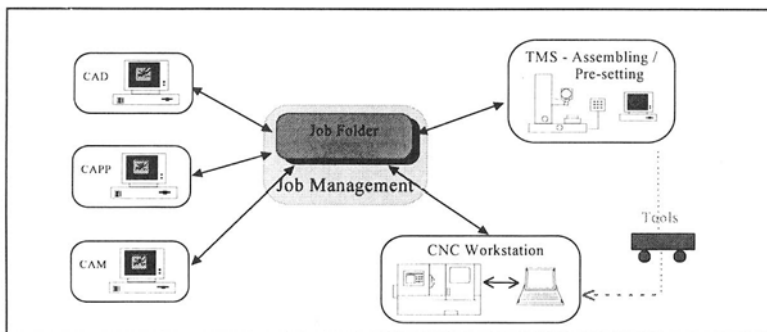 CAD
TMS - Assembling /
Pre-setting
Job Folder
CAPP
Job Management
Tools
CAM
CNC Workstation